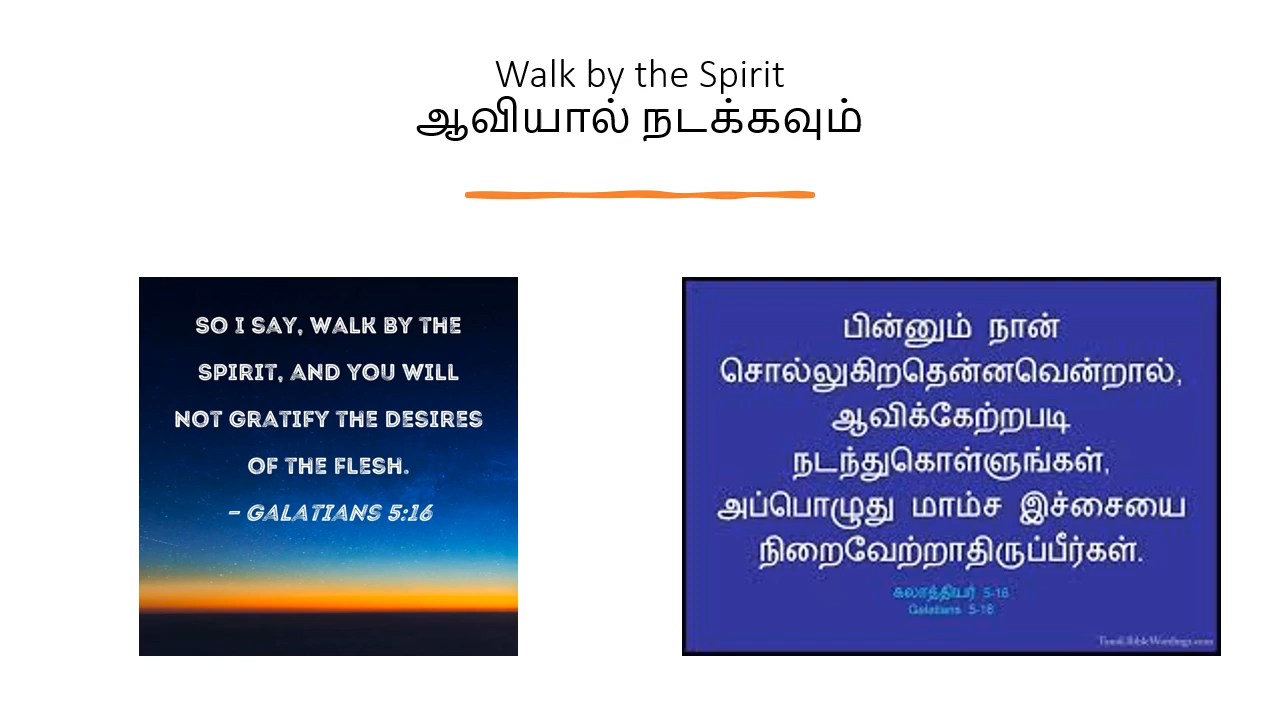 Walk by the Spirit
ஆவியால் நடக்கவும்
SO I SAY, WALK BY THE
SPIRIT, AND YOU WILL
NOT GRATIFY THE DESIRES
OF THE FLESH.
– GALATIANS 5:16
பின்னும் நான்
சொல்லுகிறதென்னவென்றால்,
ஆவிக்கேற்றபடி
நடந்துகொள்ளுங்கள்,
அப்பொழுது மாம்ச இச்சையை
நிறைவேற்றாதிருப்பீர்கள்.
கலாத்தியர் 5-16
Galatians 5-16
TamilBibleWordings.com